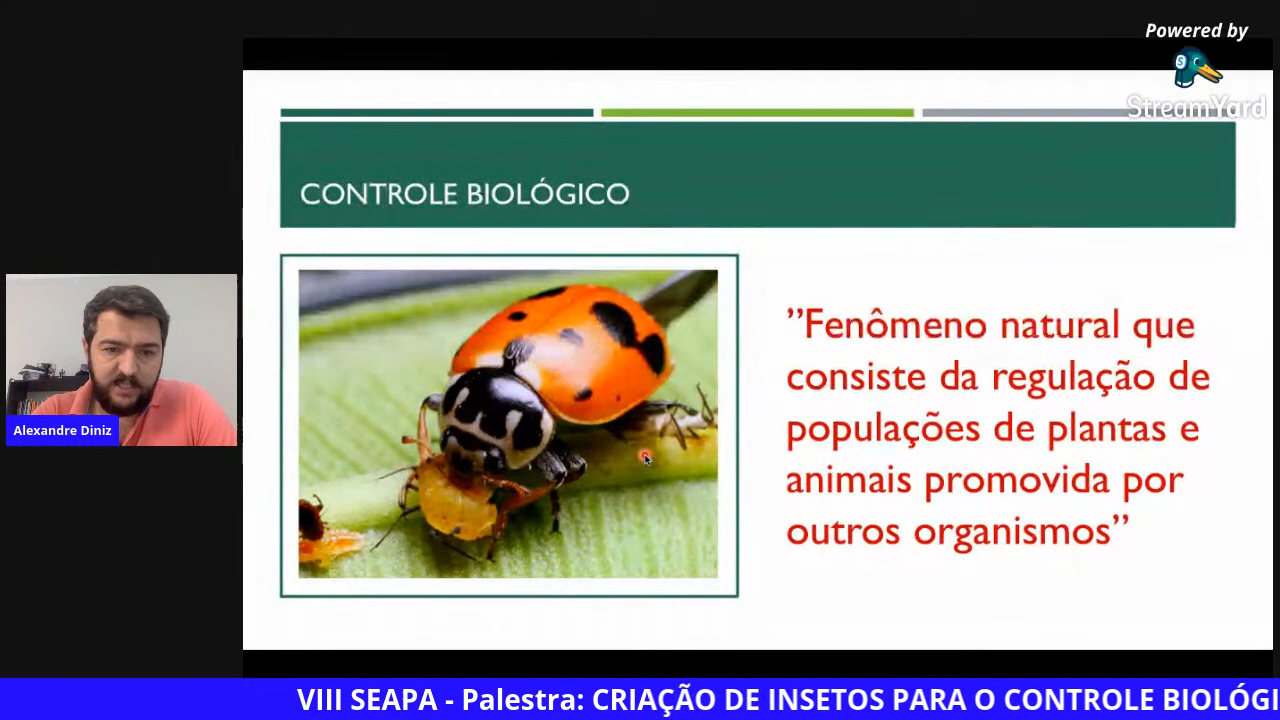 Powered by
StreamYard
CONTROLE BIOLÓGICO
”Fenômeno natural que
consiste da regulação de
populações de plantas e
animais promovida por
outros organismos”
Alexandre Diniz
VIII SEAPA - Palestra: CRIAÇÃO DE INSETOS PARA O CONTROLE BIOLÓGI